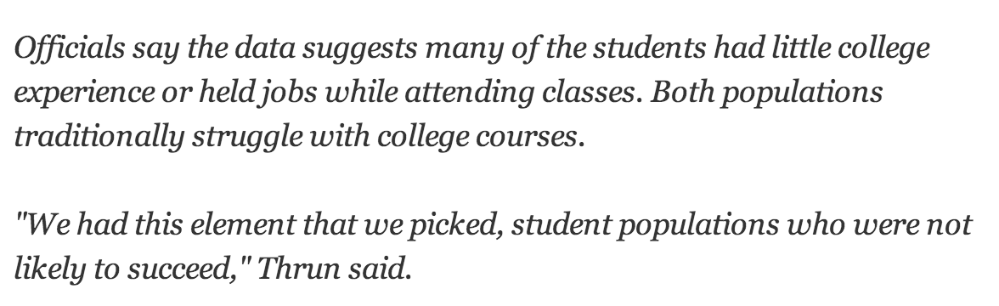 Officials say the data suggests many of the students had little college
experience or held jobs while attending classes. Both populations
traditionally struggle with college courses.
"We had this element that we picked, student populations who were not
likely to succeed," Thrun said.